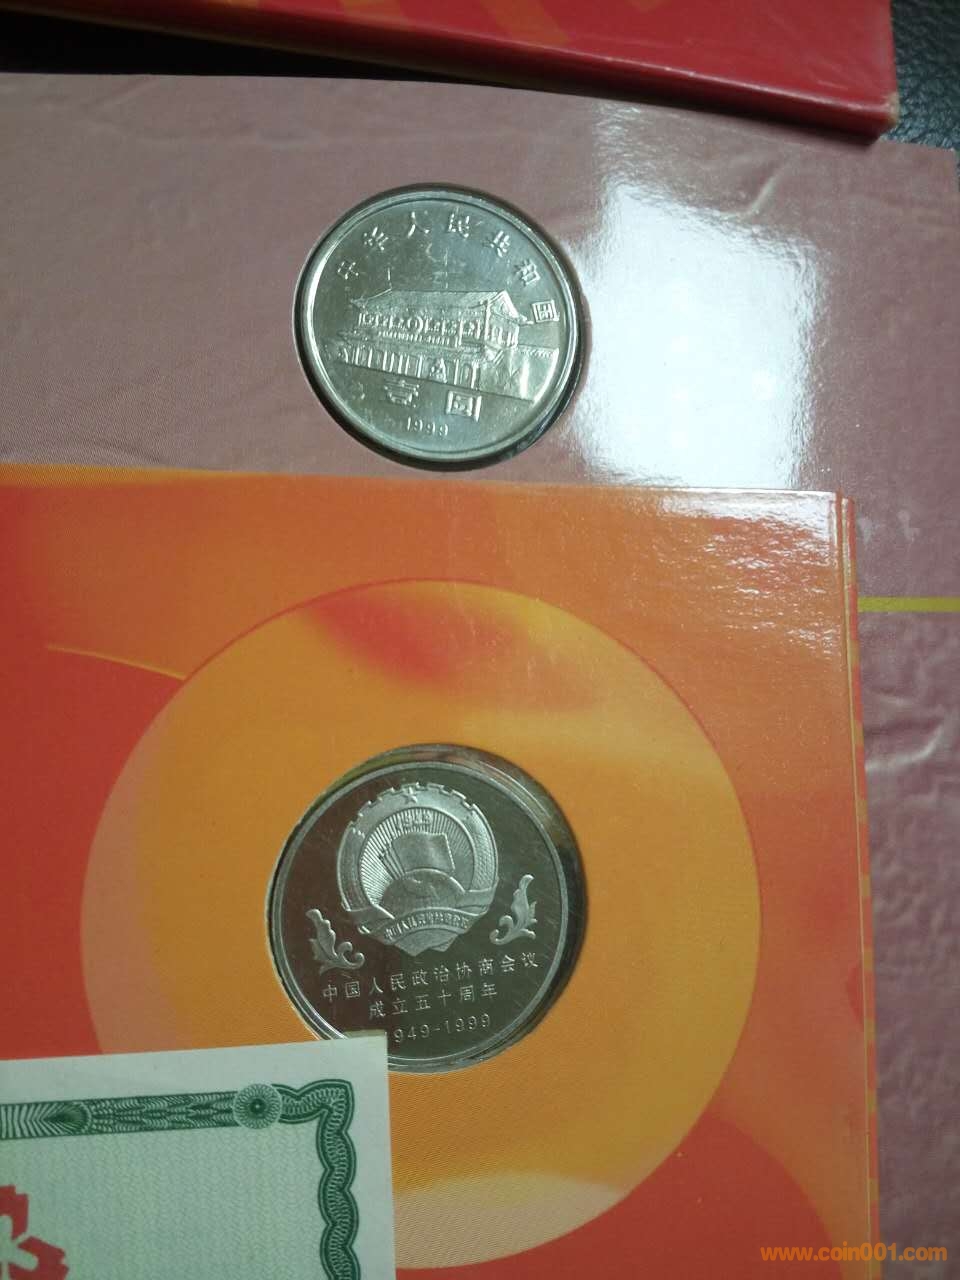 中华人民共和国
壹圆
1999
中国人民政治协商会议
成立五十周年
949-1999
www.coin001.com